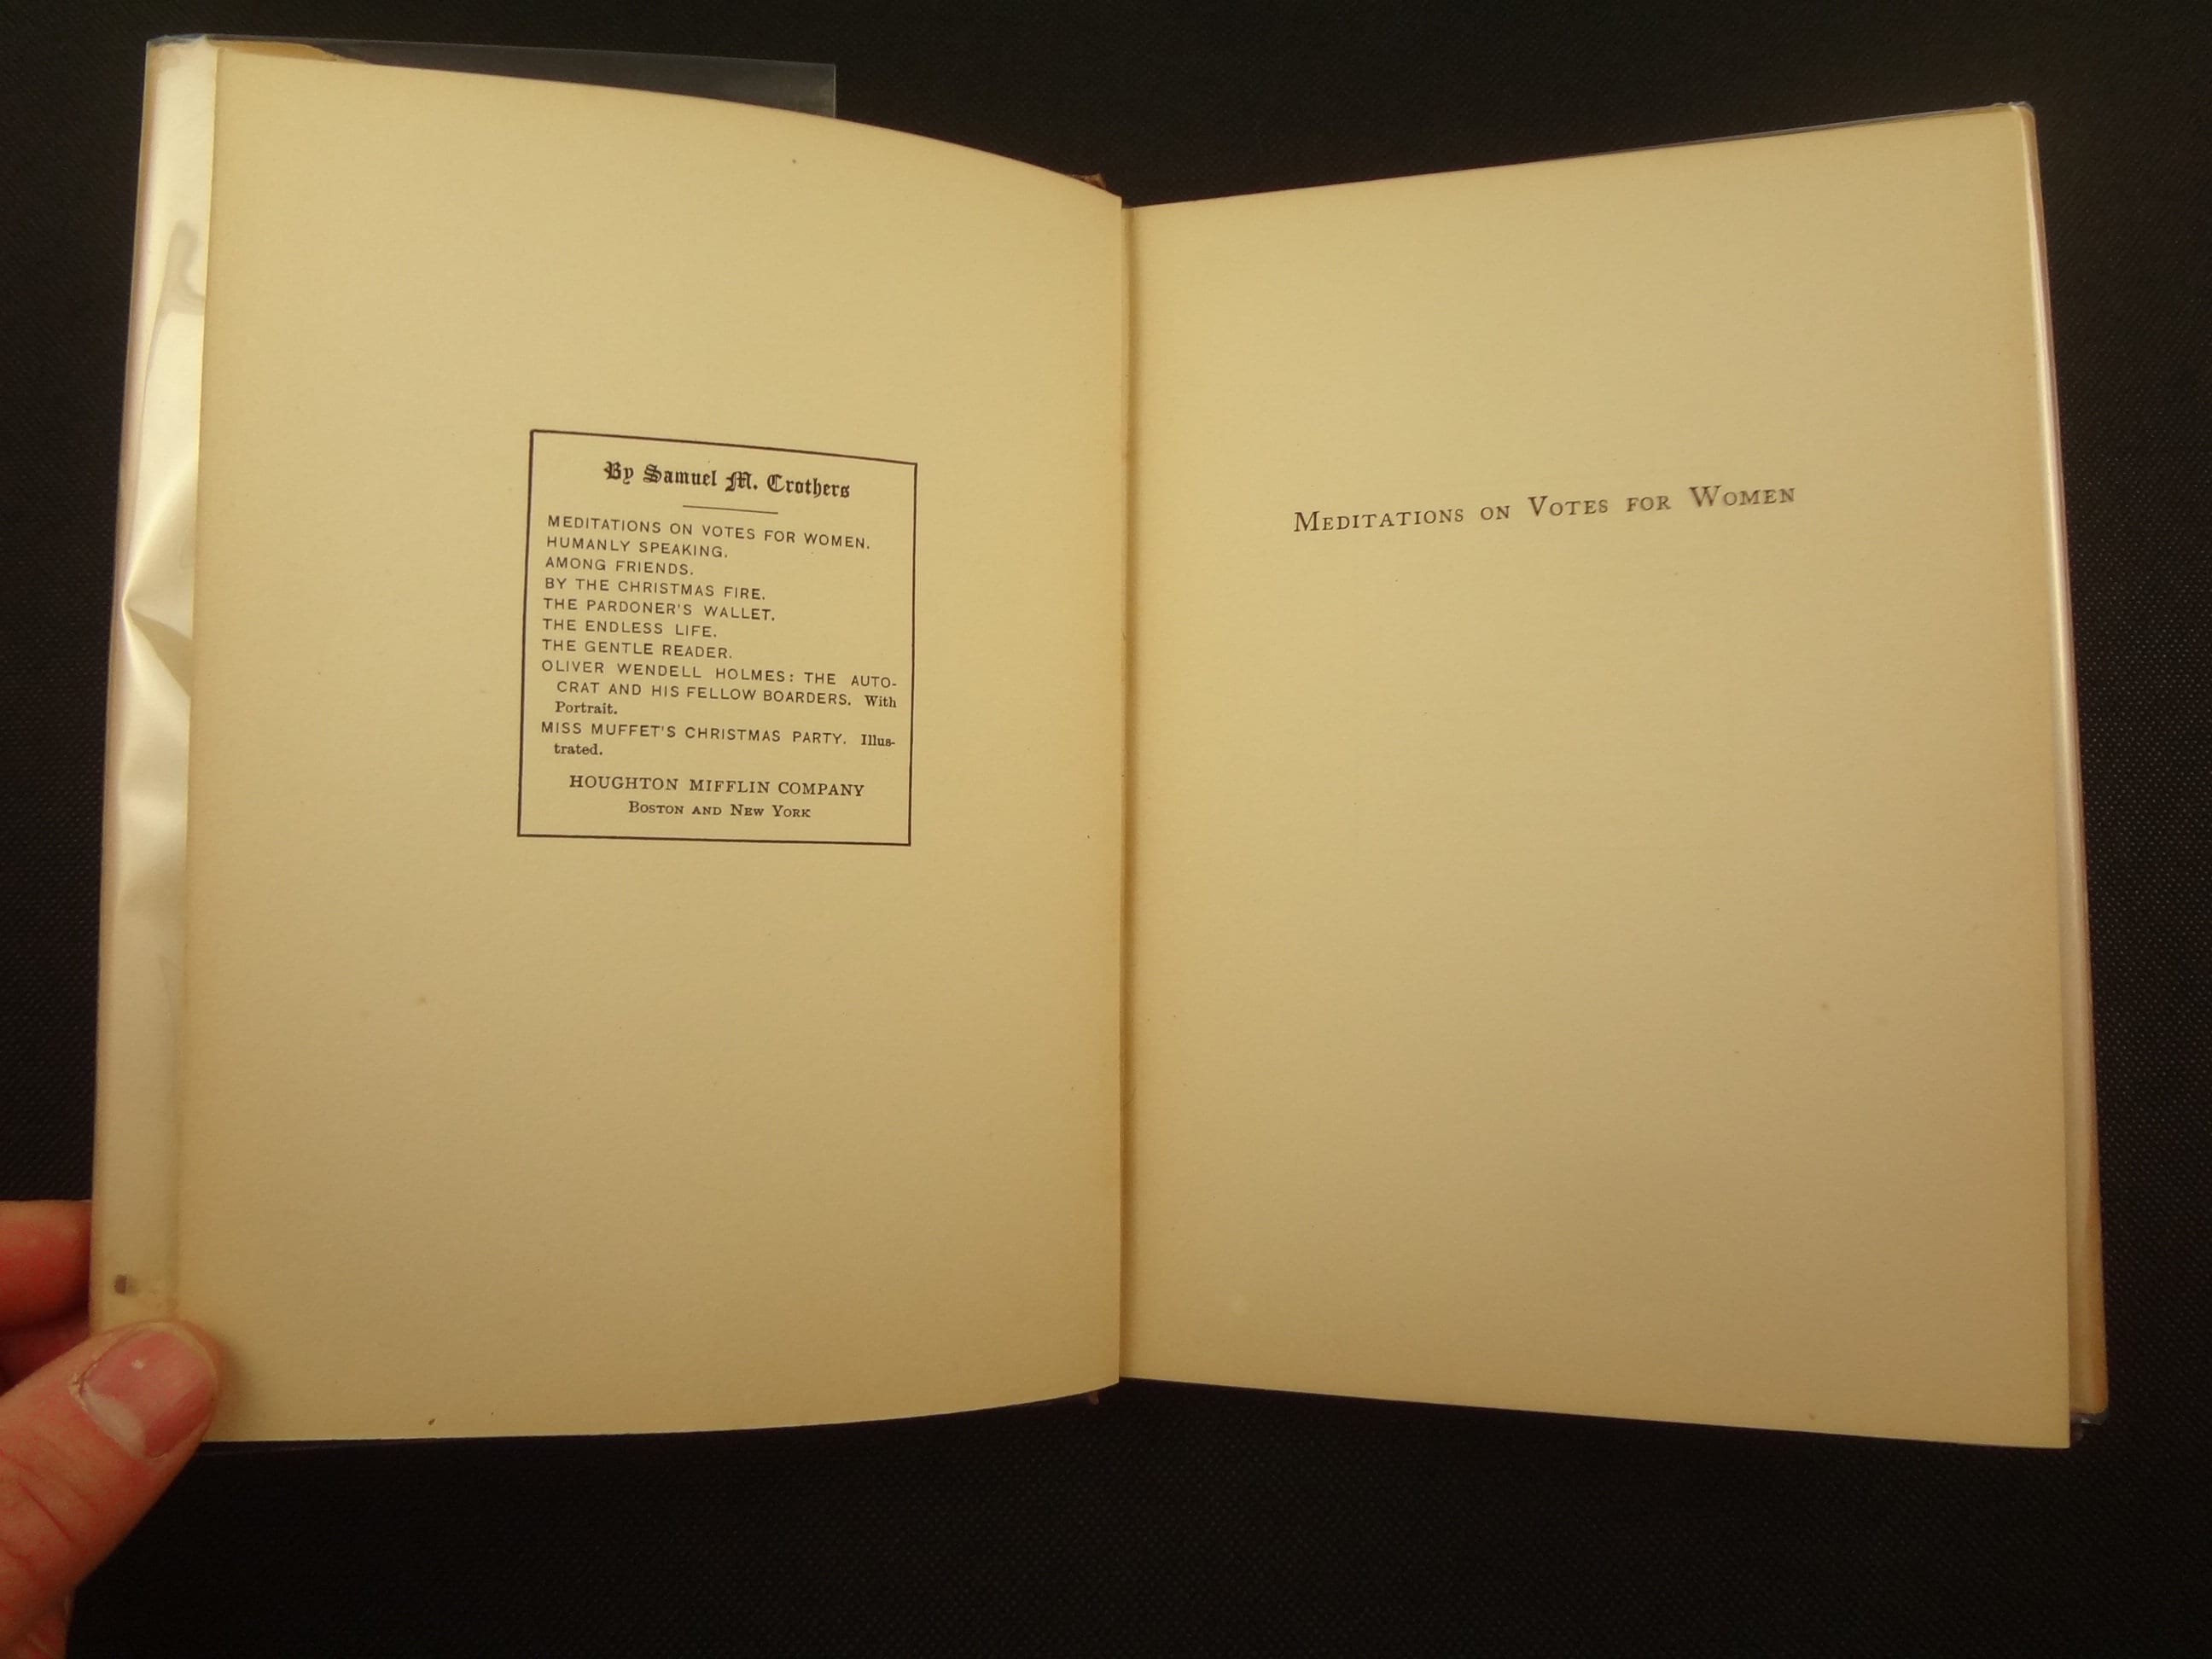 By Samuel M. Crothers
MEDITATIONS ON VOTES FOR WOMEN.
HUMANLY SPEAKING.
AMONG FRIENDS.
BY THE CHRISTMAS FIRE.
THE PARDONER'S WALLET.
THE ENDLESS LIFE.
THE GENTLE READER.
OLIVER WENDELL HOLMES: THE AUTO-
CRAT AND HIS FELLOW BOARDERS. With
Portrait.
MISS MUFFET'S CHRISTMAS PARTY. Illus-
trated.
HOUGHTON MIFFLIN COMPANY
BOSTON AND NEW YORK
MEDITATIONS ON VOTES FOR WOMEN